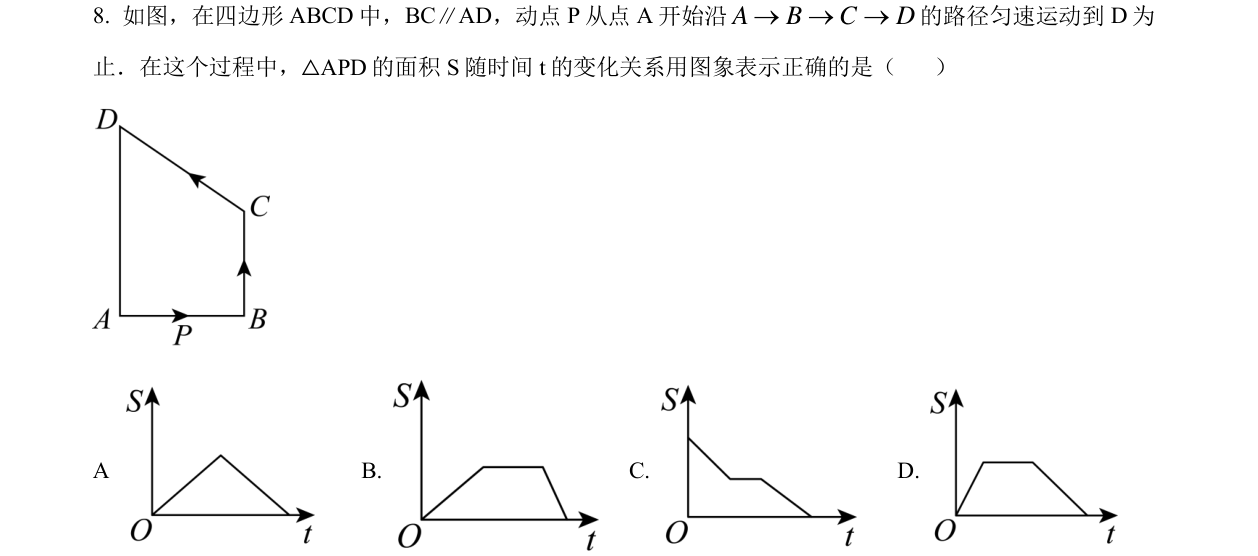 8. 如图，在四边形 ABCD 中，BC∥AD，动点 P 从点 A 开始沿 A→B→C→D 的路径匀速运动到 D 为
止．在这个过程中，△APD 的面积 S 随时间 t 的变化关系用图象表示正确的是（　　）
D
C
A
P
B
A
S
O
t
B.
S
O
t
C.
S
O
t
D.
S
O
t